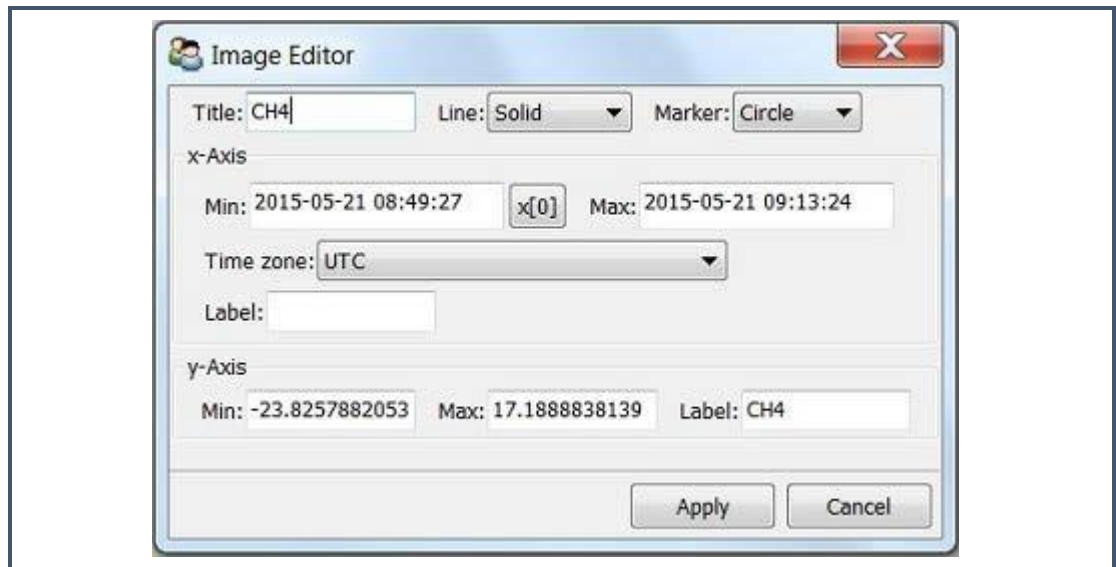 Image Editor
Title: CH4 Line: Solid Marker: Circle
x-Axis
Min: 2015-05-21 08:49:27 x[0] Max: 2015-05-21 09:13:24
Time zone: UTC
Label:
y-Axis
Min: -23.8257882053 Max: 17.1888838139 Label: CH4
Apply Cancel